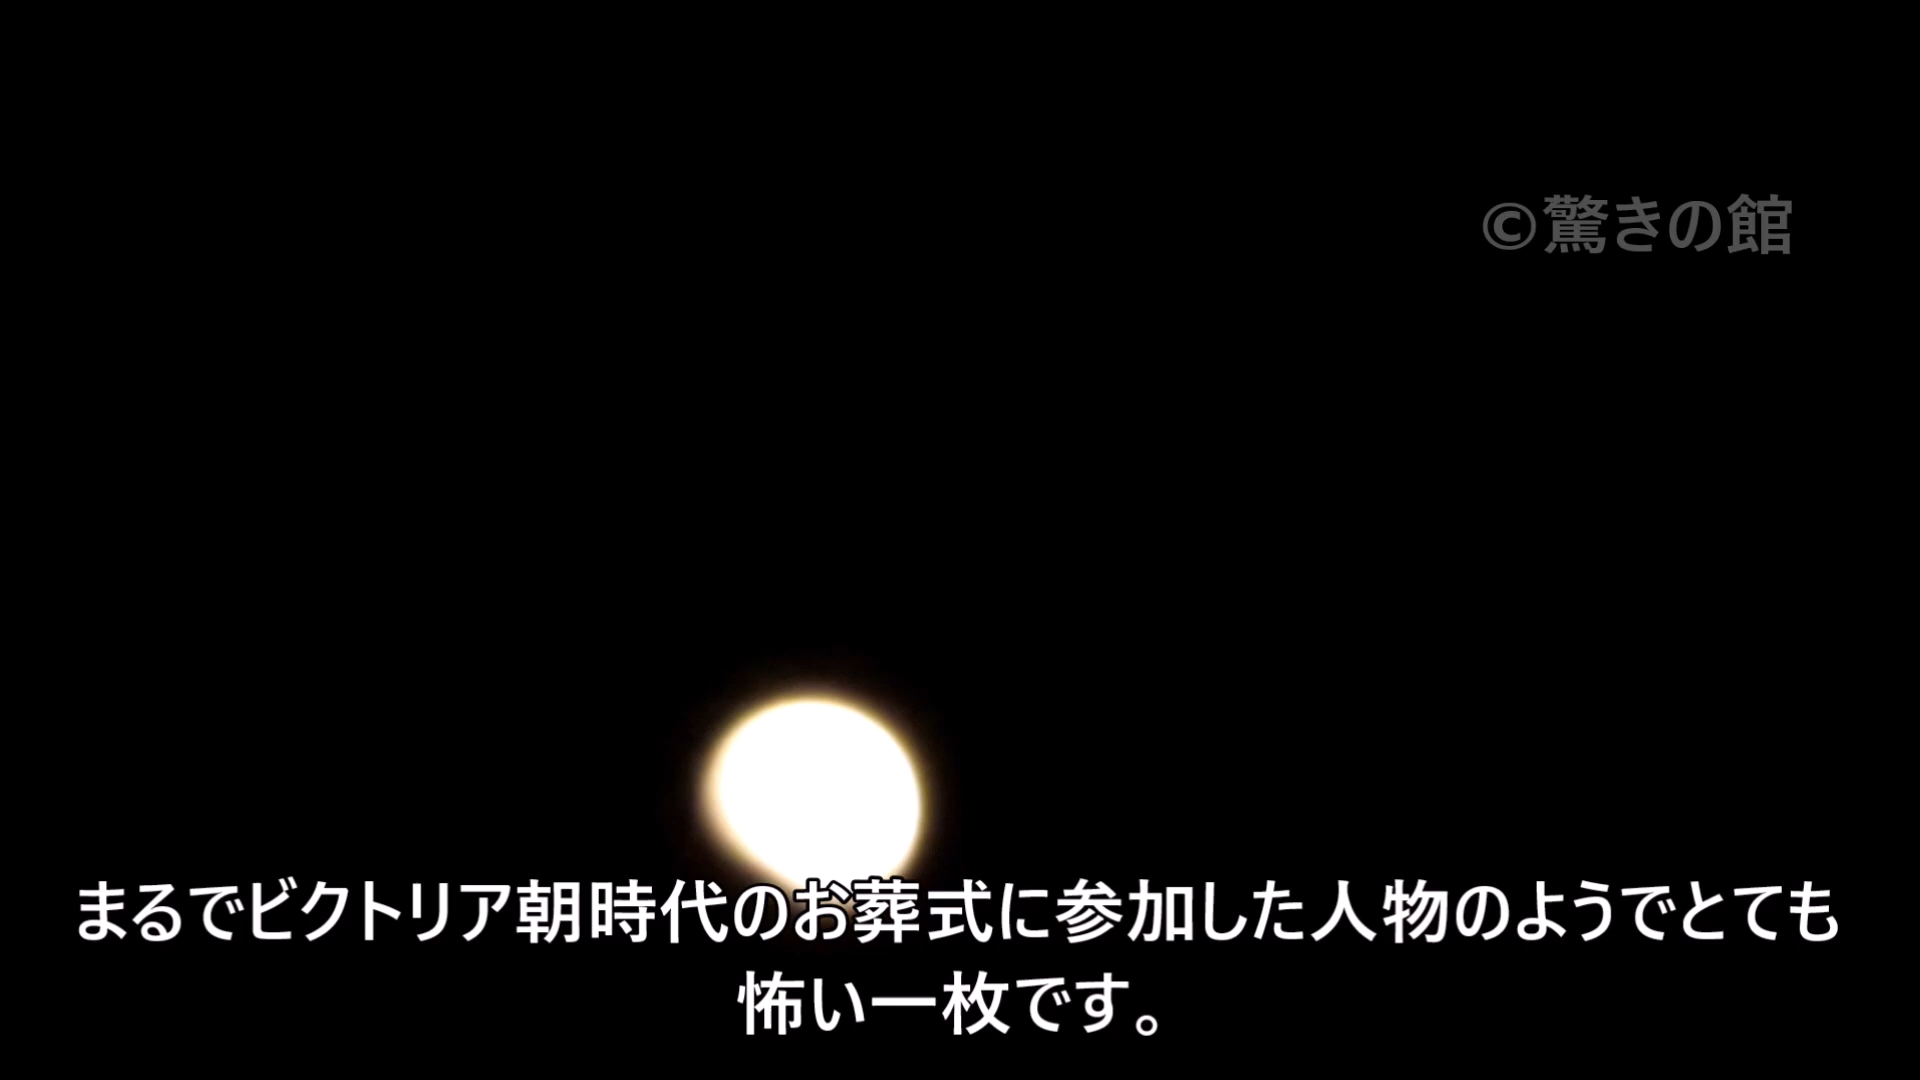 ©驚きの館
まるでビクトリア朝時代のお葬式に参加した人物のようでとても
怖い一枚です。